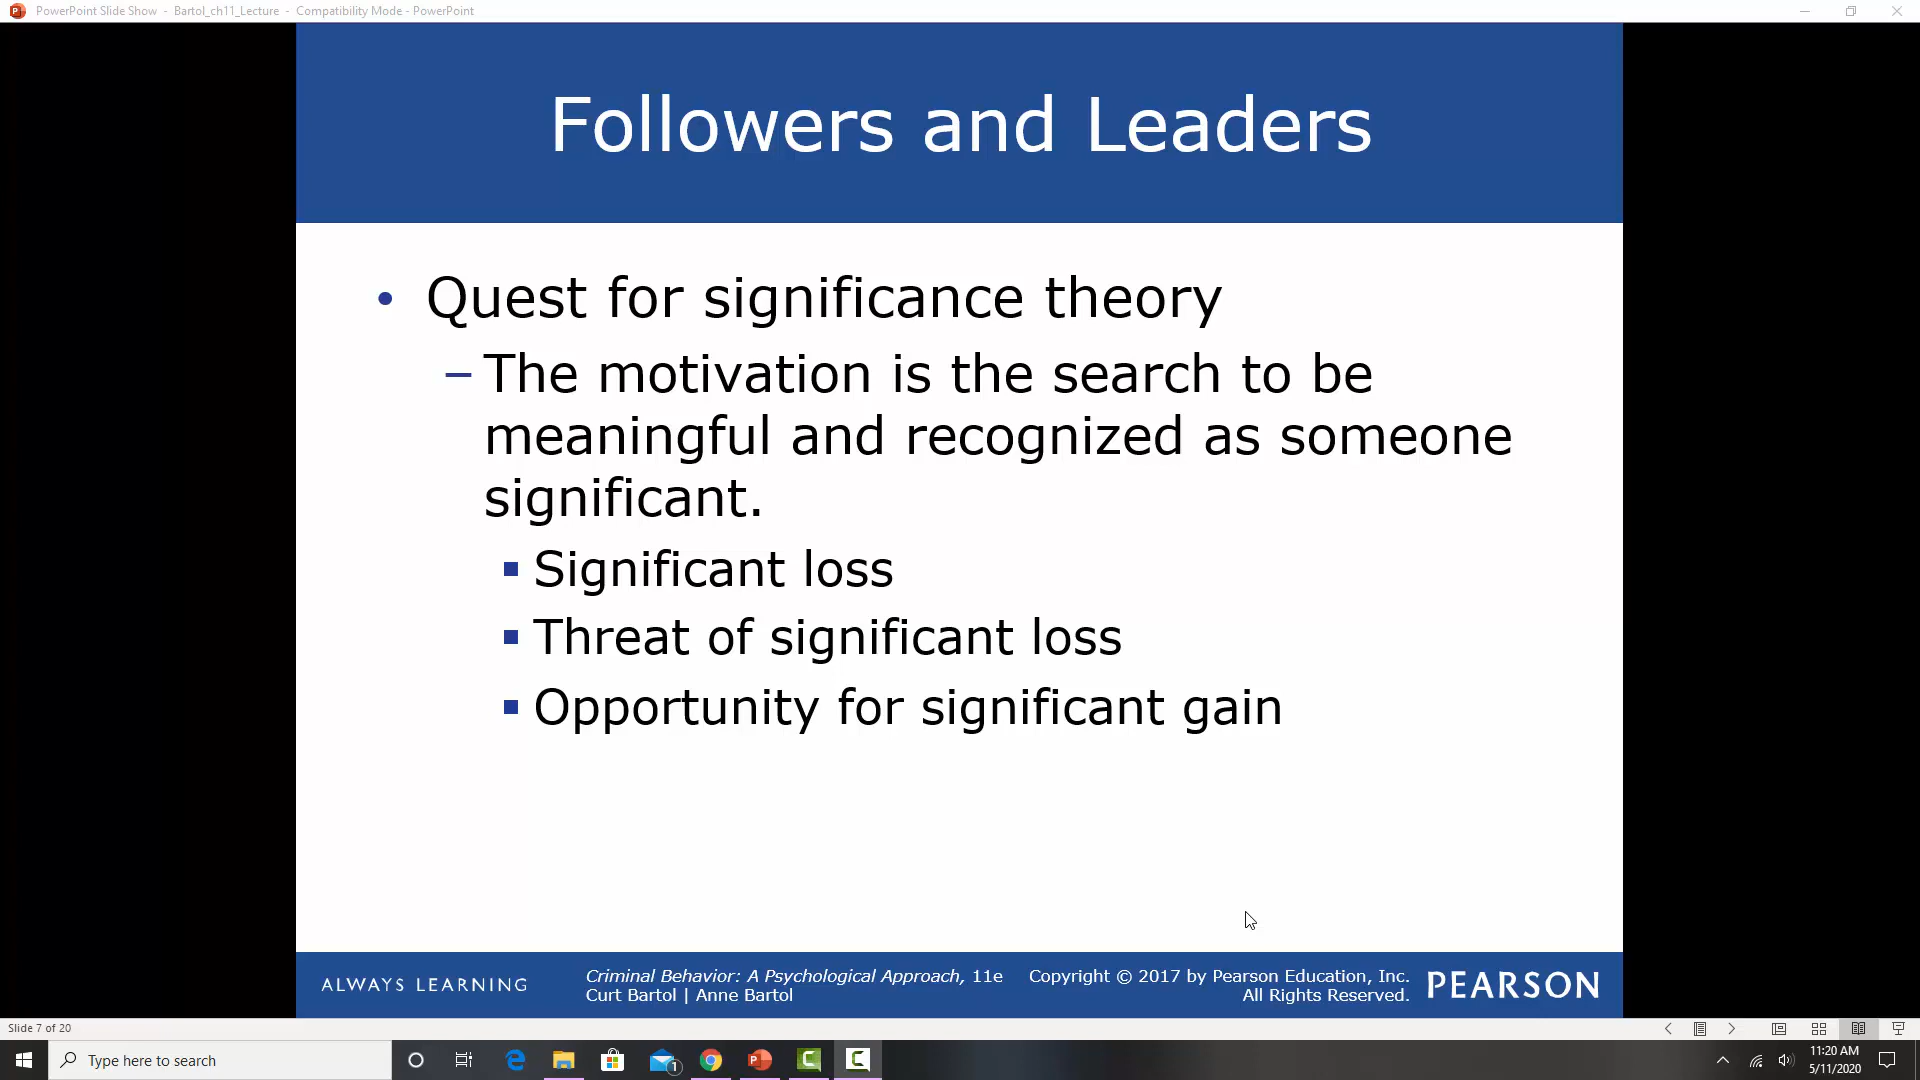 PowerPoint Slide Show - Bartol_ch11_Lecture - Compatibility Mode - PowerPoint
Followers and Leaders
• Quest for significance theory
– The motivation is the search to be
meaningful and recognized as someone
significant.
▪ Significant loss
▪ Threat of significant loss
▪ Opportunity for significant gain
ALWAYS LEARNING
Criminal Behavior: A Psychological Approach, 11e
Curt Bartol | Anne Bartol
Copyright © 2017 by Pearson Education, Inc.
All Rights Reserved.
PEARSON
Slide 7 of 20
Type here to search
1
11:20 AM
5/11/2020